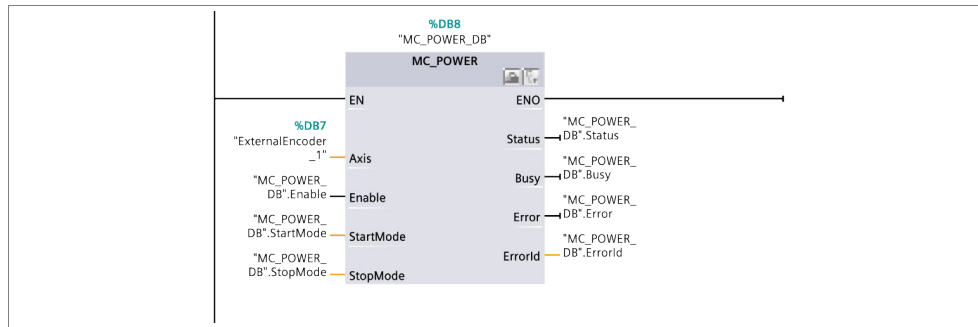 %DB8
"MC_POWER_DB"
MC_POWER
EN
ENO
%DB7
"ExternalEncoder
_1"
Axis
"MC_POWER_
DB".Enable
Enable
"MC_POWER_
DB".StartMode
StartMode
"MC_POWER_
DB".StopMode
StopMode
Status
"MC_POWER_
DB".Status
Busy
"MC_POWER_
DB".Busy
Error
"MC_POWER_
DB".Error
ErrorId
"MC_POWER_
DB".ErrorId